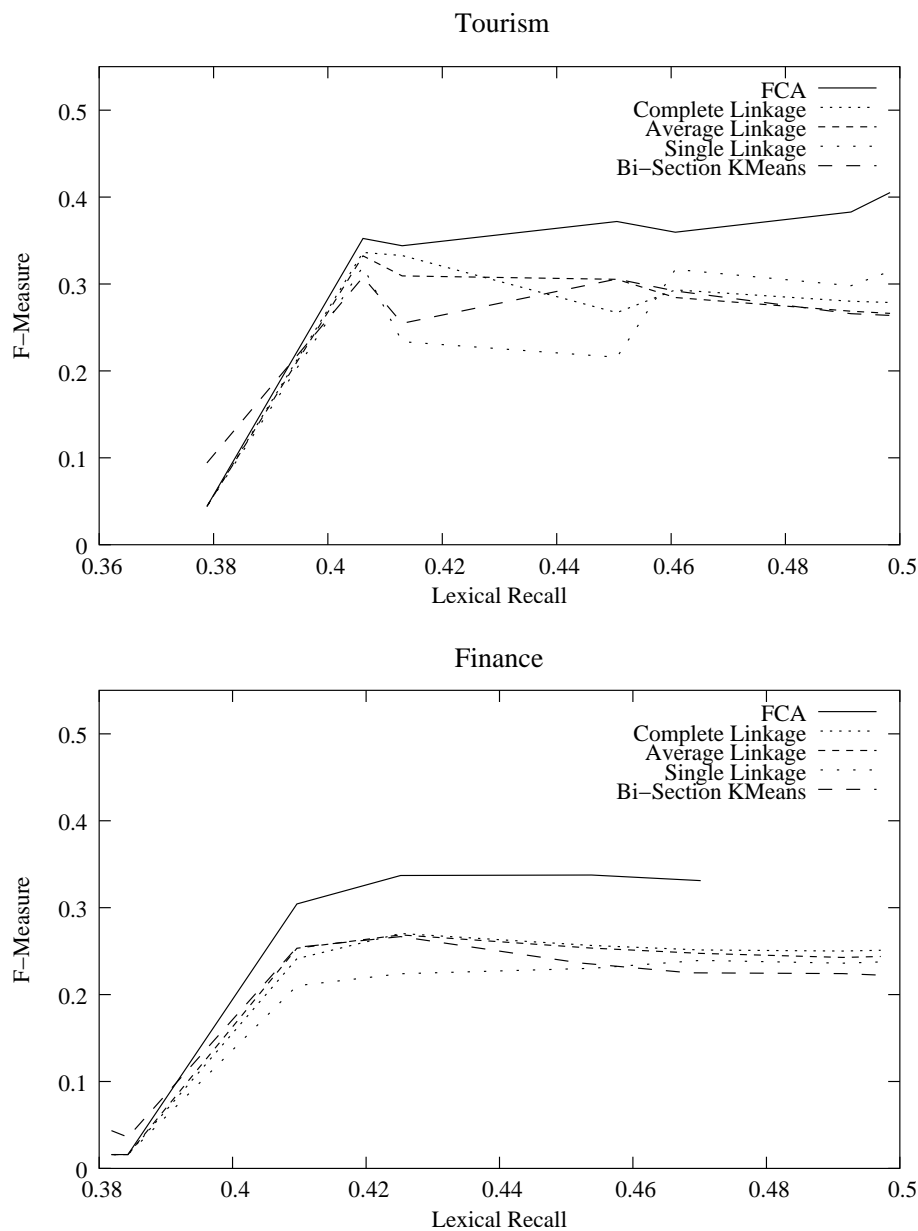 Tourism
0.5
0.4
0.3
0.2
0.1
0
F−Measure
FCA
Complete Linkage
Average Linkage
Single Linkage
Bi−Section KMeans
0.36 0.38 0.4 0.42 0.44 0.46 0.48 0.5
Lexical Recall
Finance
0.5
0.4
0.3
0.2
0.1
0
F−Measure
FCA
Complete Linkage
Average Linkage
Single Linkage
Bi−Section KMeans
0.38 0.4 0.42 0.44 0.46 0.48 0.5
Lexical Recall